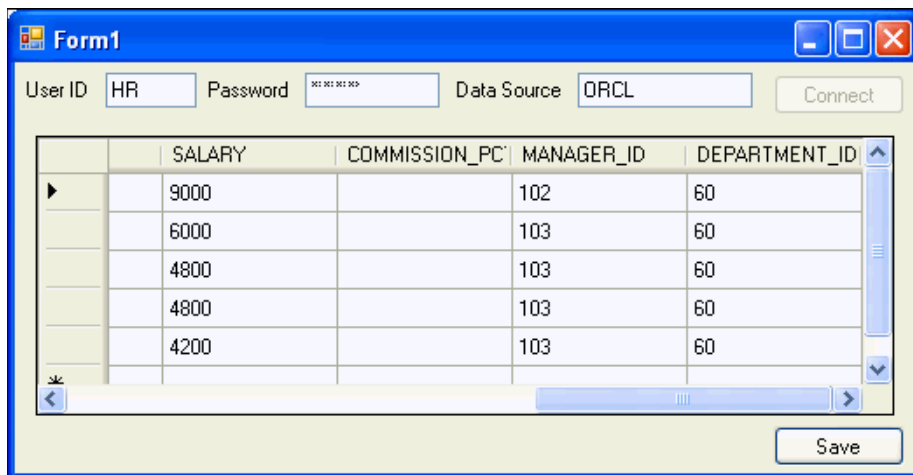 Form1
User ID HR Password ***** Data Source ORCL Connect
SALARY COMMISSION_PC MANAGER_ID DEPARTMENT_ID
9000 102 60
6000 103 60
4800 103 60
4800 103 60
4200 103 60
*
Save